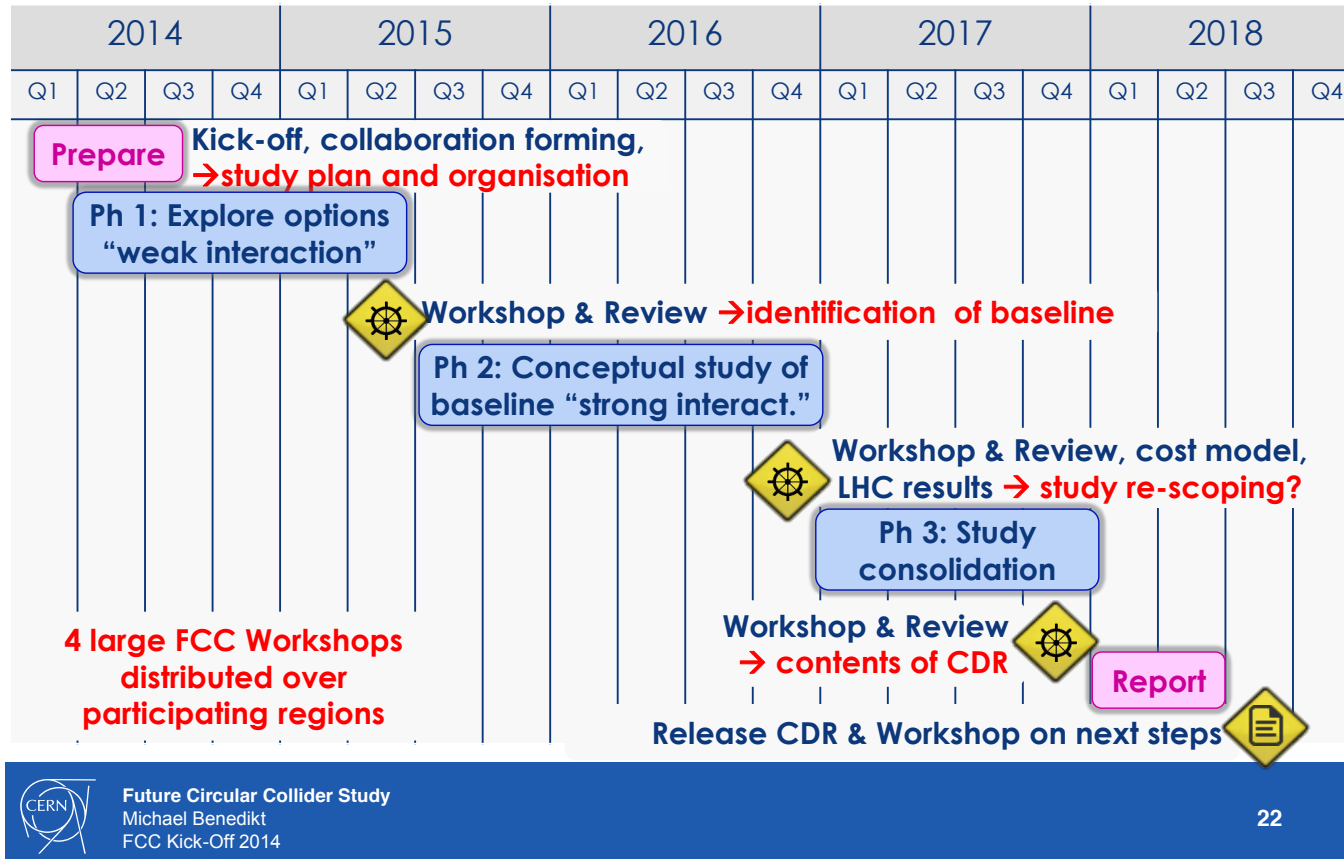 2014 2015 2016 2017 2018
Q1 Q2 Q3 Q4 Q1 Q2 Q3 Q4 Q1 Q2 Q3 Q4 Q1 Q2 Q3 Q4 Q1 Q2 Q3 Q4
Prepare
Kick-off, collaboration forming,
→study plan and organisation
Ph 1: Explore options
“weak interaction”
Workshop & Review →identification of baseline
Ph 2: Conceptual study of
baseline “strong interact.”
Workshop & Review, cost model,
LHC results → study re-scoping?
Ph 3: Study
consolidation
4 large FCC Workshops
distributed over
participating regions
Workshop & Review
→ contents of CDR
Report
Release CDR & Workshop on next steps
CERN
Future Circular Collider Study
Michael Benedikt
FCC Kick-Off 2014
22